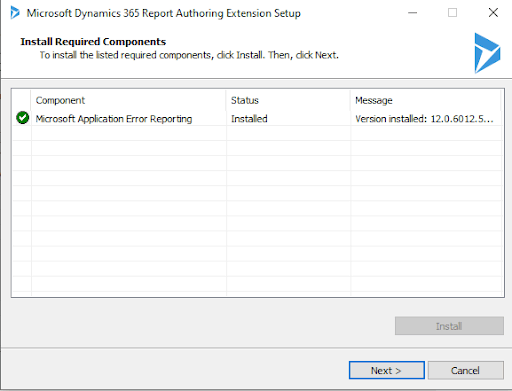 Microsoft Dynamics 365 Report Authoring Extension Setup
Install Required Components
To install the listed required components, click Install. Then, click Next.
Component Status Message
Microsoft Application Error Reporting Installed Version installed: 12.0.6012.5...
Install
Next > Cancel